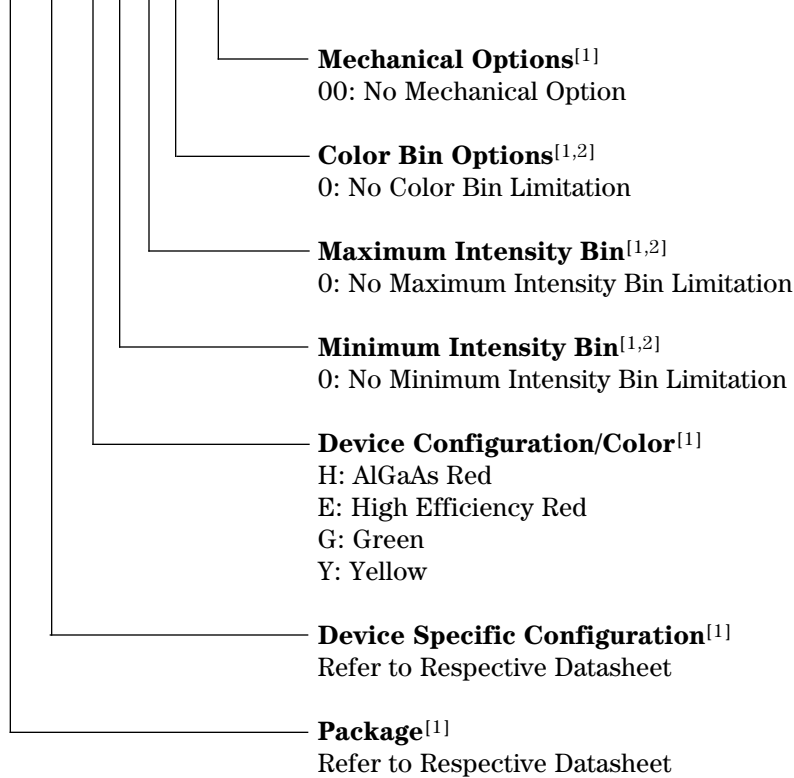 Mechanical Options[1]
00: No Mechanical Option
Color Bin Options[1,2]
0: No Color Bin Limitation
Maximum Intensity Bin[1,2]
0: No Maximum Intensity Bin Limitation
Minimum Intensity Bin[1,2]
0: No Minimum Intensity Bin Limitation
Device Configuration/Color[1]
H: AlGaAs Red
E: High Efficiency Red
G: Green
Y: Yellow
Device Specific Configuration[1]
Refer to Respective Datasheet
Package[1]
Refer to Respective Datasheet